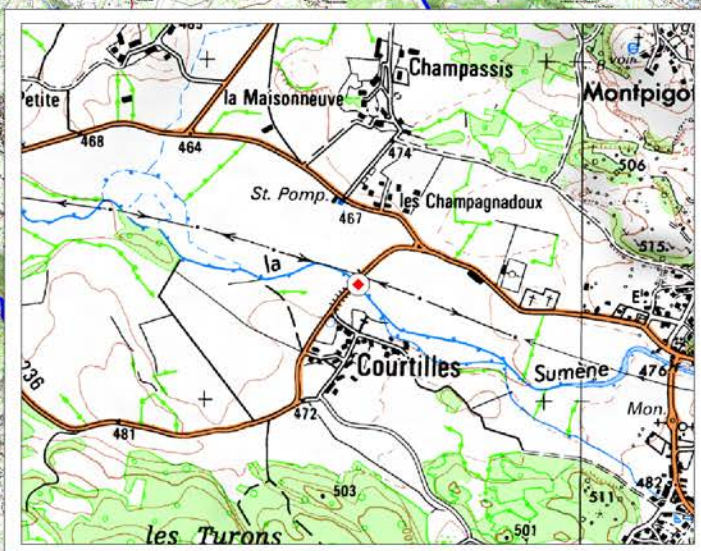 Champassis
la Maisonneuve
Petite
Montpigot
468
464
474
506
St. Pomp.
467
les Champagnadoux
515
la
Courtilles
Sumène
476
Mon.
472
481
482
503
511
501
les Turons